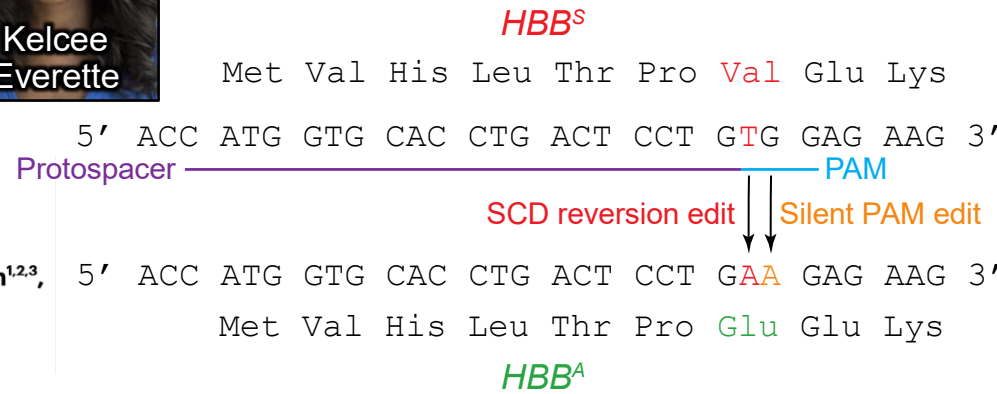 HBBS
Kelcee
Everette
Met Val His Leu Thr Pro Val Glu Lys
5′ ACC ATG GTG CAC CTG ACT CCT GTG GAG AAG 3′
Protospacer
PAM
SCD reversion edit
Silent PAM edit
5′ ACC ATG GTG CAC CTG ACT CCT GAA GAG AAG 3′
Met Val His Leu Thr Pro Glu Glu Lys
HBBA